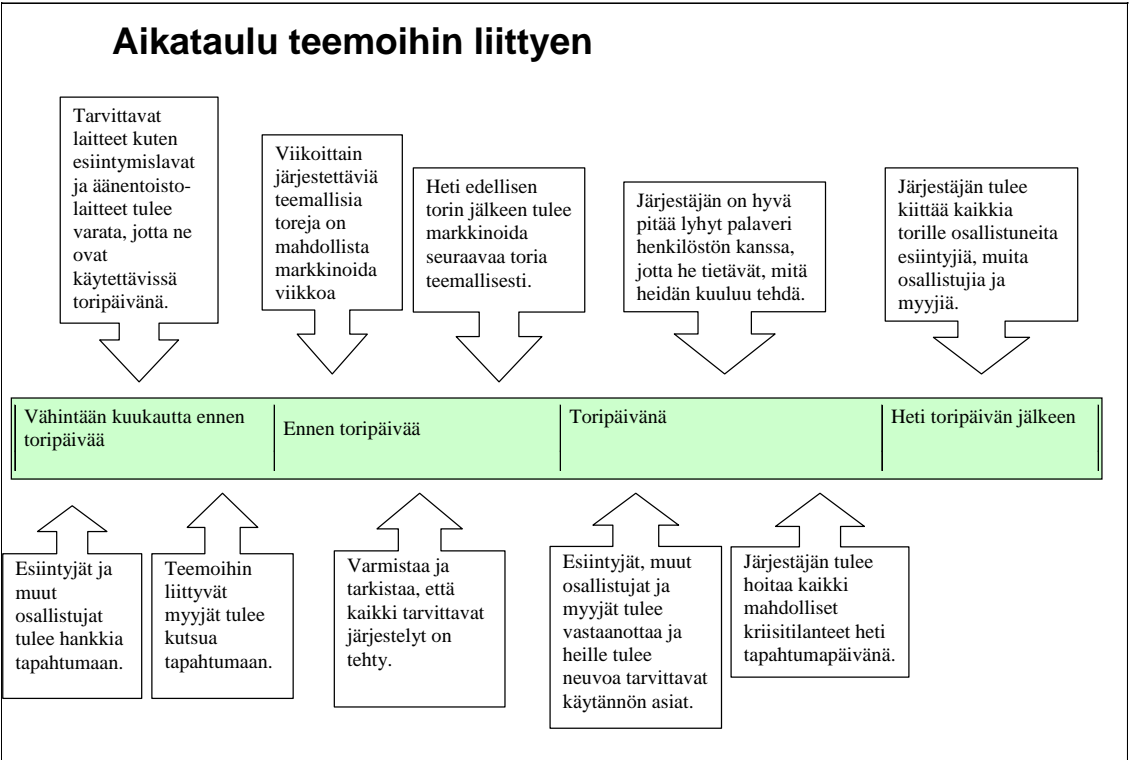 Aikataulu teemoihin liittyen
Tarvittavat
laitteet kuten
esiintymislavat
ja äänentoisto-
laitteet tulee
varata, jotta ne
ovat
käytettävissä
toripäivänä.
Viikoittain
järjestettäviä
teemallisia
toreja on
mahdollista
markkinoida
viikkoa
Heti edellisen
torin jälkeen tulee
markkinoida
seuraavaa toria
teemallisesti.
Järjestäjän on hyvä
pitää lyhyt palaveri
henkilöstön kanssa,
jotta he tietävät, mitä
heidän kuuluu tehdä.
Järjestäjän tulee
kiittää kaikkia
torille osallistuneita
esiintyjiä, muita
osallistujia ja
myyjiä.
Vähintään kuukautta ennen
toripäivää
Ennen toripäivää
Toripäivänä
Heti toripäivän jälkeen
Esiintyjät ja
muut
osallistujat
tulee hankkia
tapahtumaan.
Teemoihin
liittyvät
myyjät tulee
kutsua
tapahtumaan.
Varmistaa ja
tarkistaa, että
kaikki tarvittavat
järjestelyt on
tehty.
Esiintyjät, muut
osallistujat ja
myyjät tulee
vastaanottaa ja
heille tulee
neuvoa tarvittavat
käytännön asiat.
Järjestäjän tulee
hoitaa kaikki
mahdolliset
kriisitilanteet heti
tapahtumapäivänä.